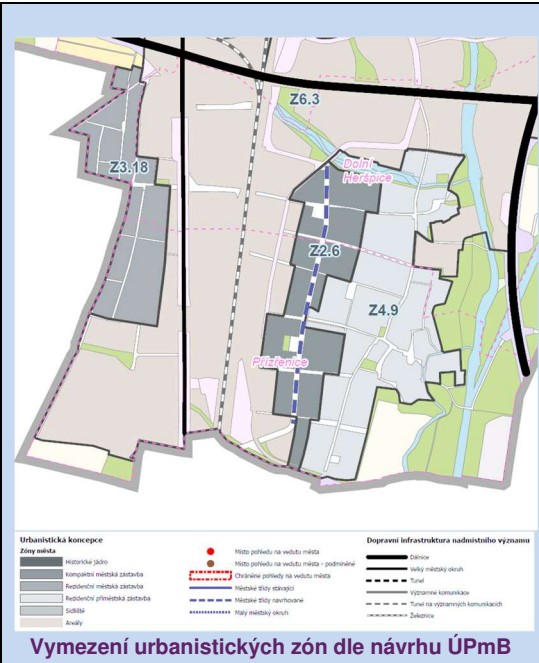 Z6.3
Dolní
Heršpice
Z3.18
Z2.6
Z4.9
Přízřenice
Urbanistická koncepce
Zóny města
Historické jádro
Kompaktní městská zástavba
Rezidenční městská zástavba
Rezidenční příměstská zástavba
Sídliště
Areály
Místo pohledu na vedutu města
Místo pohledu na vedutu města - podmíněné
Chráněné pohledy na vedutu města
Městské třídy stávající
Městské třídy navrhované
Malý městský okruh
Dopravní infrastruktura nadmístního významu
Dálnice
Velký městský okruh
Tunel
Významné komunikace
Tunel na významných komunikacích
Železnice
Vymezení urbanistických zón dle návrhu ÚPmB